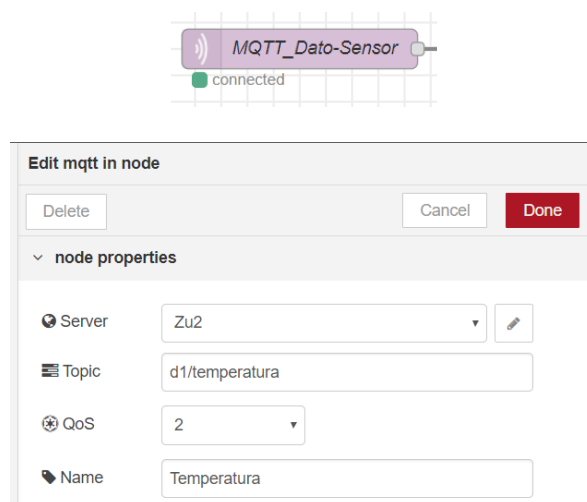 MQTT_Dato-Sensor
connected
Edit mqtt in node
Delete Cancel Done
node properties
Server Zu2
Topic d1/temperatura
QoS 2
Name Temperatura